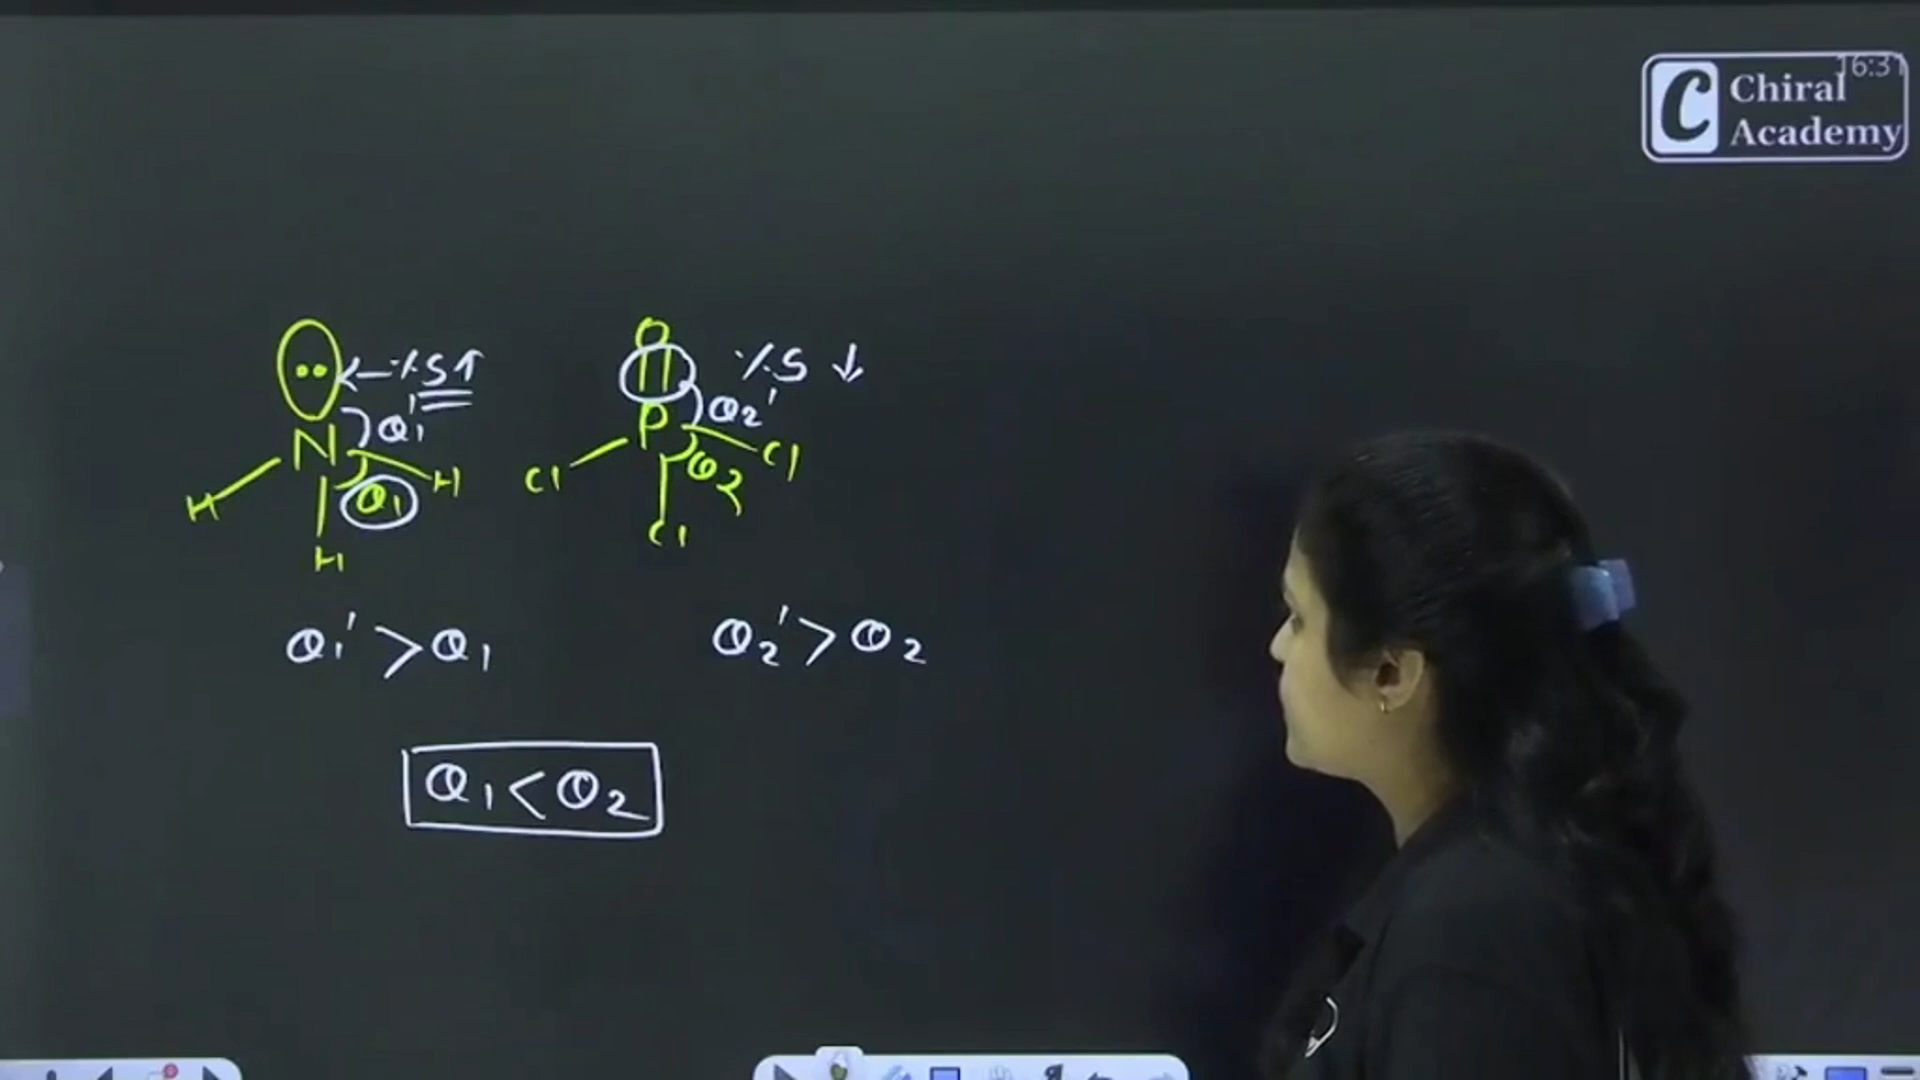 16:31
C Chiral
Academy
←%S↑
O
%S ↓
θ₁'
P
θ₂'
N
H
H
θ₁
Cl
Cl
θ₂
H
Cl
θ₁' > θ₁
θ₂' > θ₂
θ₁ < θ₂